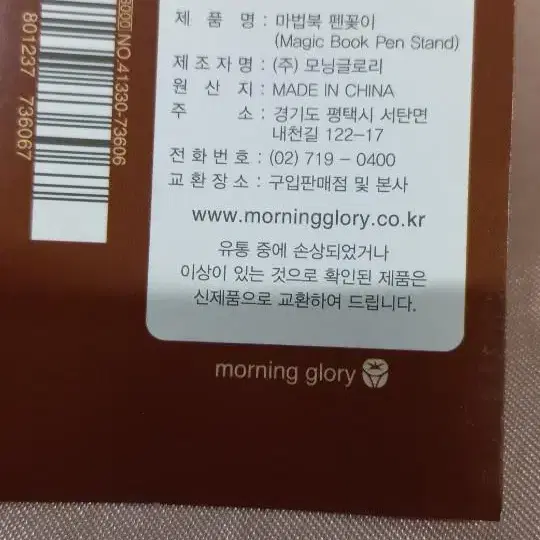 제 품 명 : 마법북 펜꽂이
(Magic Book Pen Stand)
제 조 자 명 : (주) 모닝글로리
원 산 지 : MADE IN CHINA
주 소 : 경기도 평택시 서탄면
내천길 122-17
전 화 번 호 : (02) 719 - 0400
교 환 장 소 : 구입판매점 및 본사
www.morningglory.co.kr
유통 중에 손상되었거나
이상이 있는 것으로 확인된 제품은
신제품으로 교환하여 드립니다.
morning glory
NO.41330-73606
801237 736067